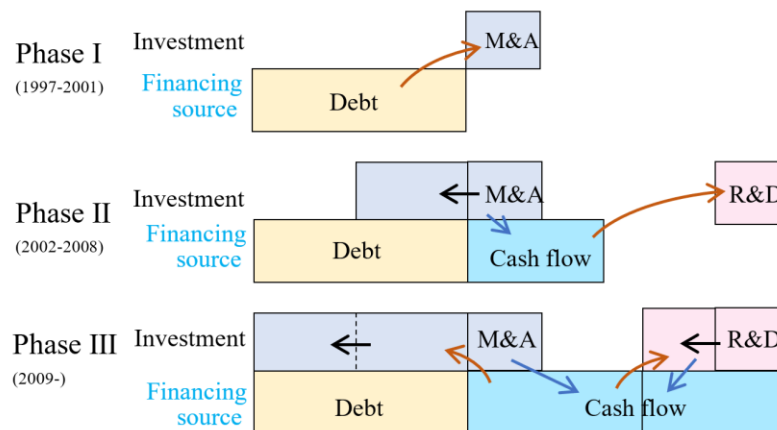 Phase I
(1997-2001)
Investment
M&A
Financing
source
Debt
Phase II
(2002-2008)
Investment
M&A
R&D
Financing
source
Debt
Cash flow
Phase III
(2009-)
Investment
M&A
R&D
Financing
source
Debt
Cash flow